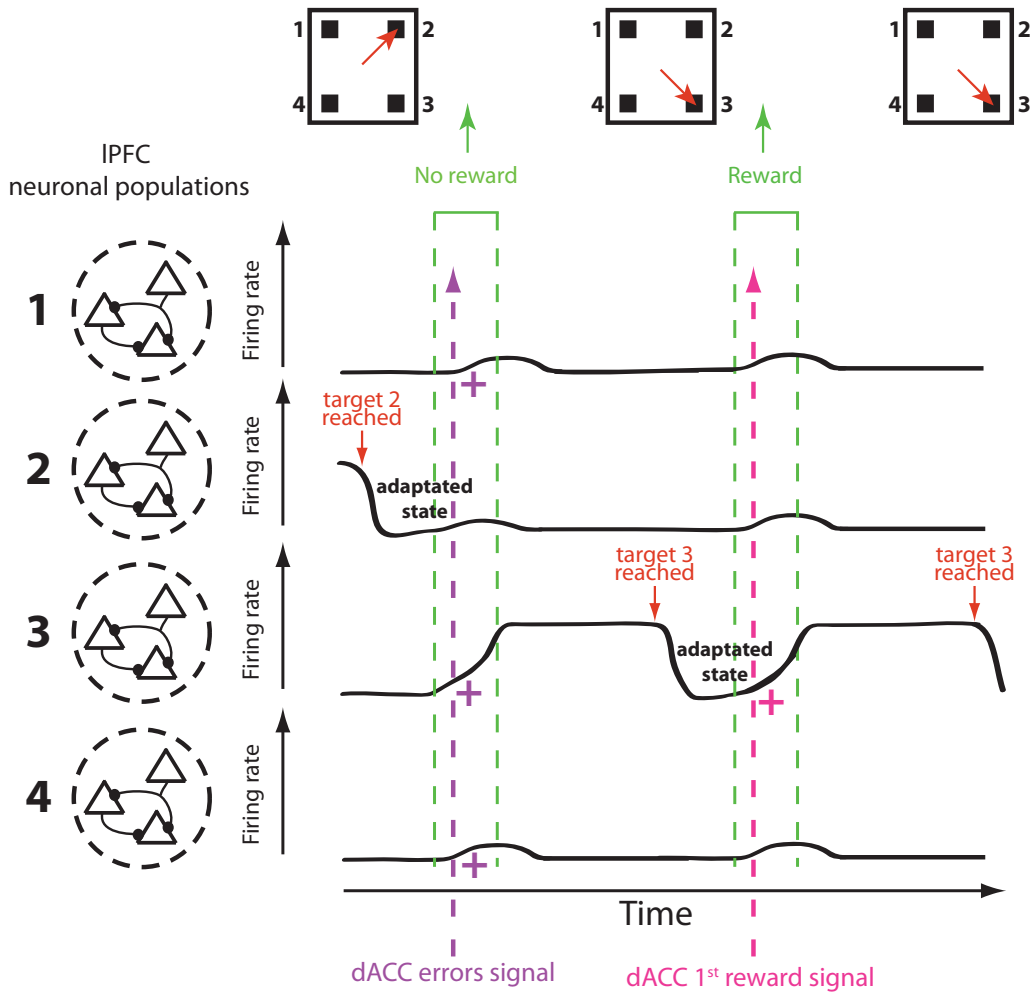 1 2
4 3
1 2
4 3
1 2
4 3
lPFC
neuronal populations
No reward
Reward
1
Firing rate
+
2
Firing rate
target 2
reached
adaptated
state
3
Firing rate
target 3
reached
target 3
reached
adaptated
state
+
+
4
Firing rate
+
Time
dACC errors signal
dACC 1st reward signal